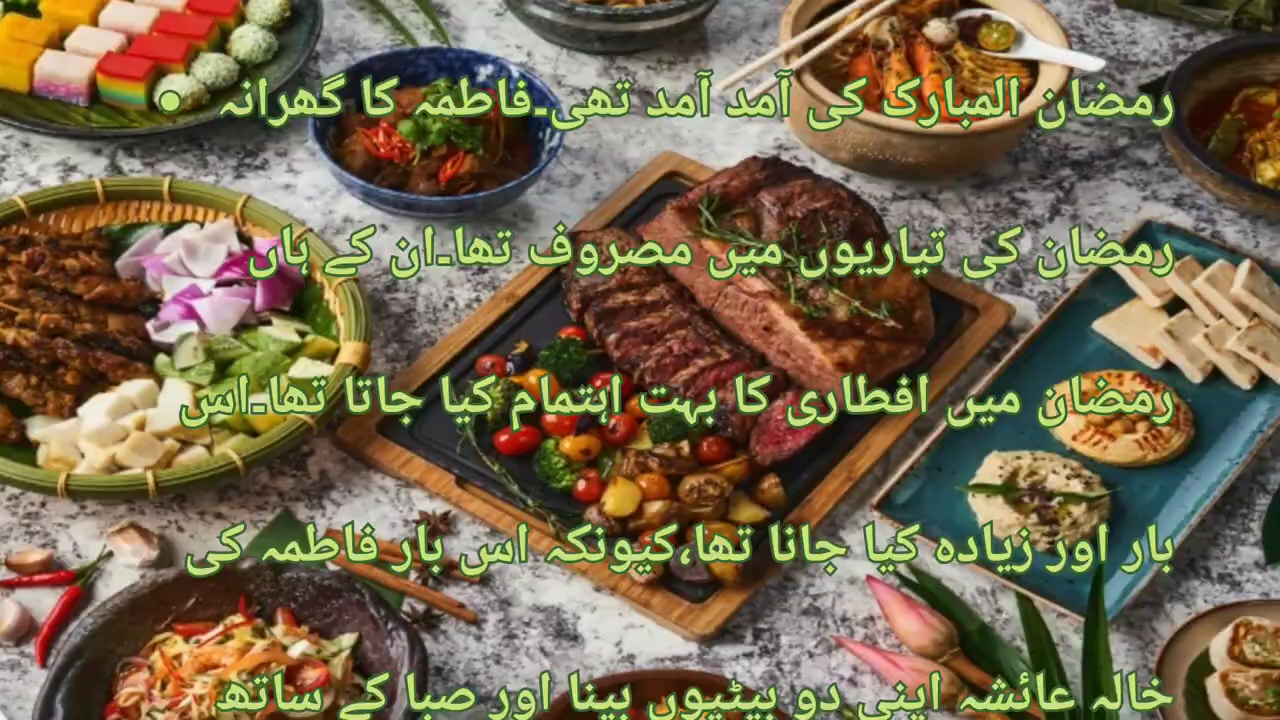 رمضان المبارک کی آمد آمد تھی۔فاطمہ کا گھرانہ •
رمضان کی تیاریوں میں مصروف تھا۔ان کے ہاں
رمضان میں افطاری کا بہت اہتمام کیا جاتا تھا۔اس
بار اور زیادہ کیا جانا تھا،کیونکہ اس بار فاطمہ کی
خالہ عائشہ اپنی دو بیٹیوں بینا اور صبا کے ساتھ